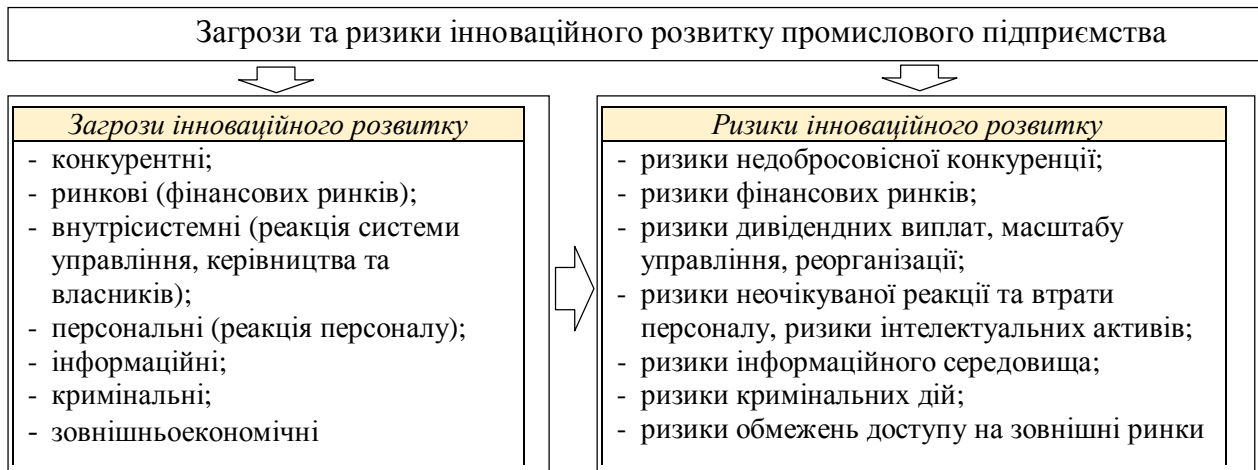 Загрози та ризики інноваційного розвитку промислового підприємства
Загрози інноваційного розвитку
- конкурентні;
- ринкові (фінансових ринків);
- внутрісистемні (реакція системи
управління, керівництва та
власників);
- персональні (реакція персоналу);
- інформаційні;
- кримінальні;
- зовнішньоекономічні
Ризики інноваційного розвитку
- ризики недобросовісної конкуренції;
- ризики фінансових ринків;
- ризики дивідендних виплат, масштабу
управління, реорганізації;
- ризики неочікуваної реакції та втрати
персоналу, ризики інтелектуальних активів;
- ризики інформаційного середовища;
- ризики кримінальних дій;
- ризики обмежень доступу на зовнішні ринки